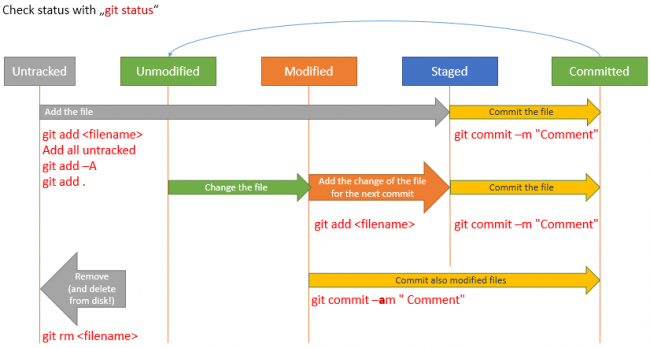 Check status with „git status“
Untracked
Unmodified
Modified
Staged
Committed
Add the file
Commit the file
git add <filename>
Add all untracked
git add –A
git add .
git commit –m "Comment"
Change the file
Add the change of the file
for the next commit
Commit the file
git add <filename>
git commit –m "Comment"
Remove
(and delete
from disk!)
Commit also modified files
git commit –am " Comment"
git rm <filename>